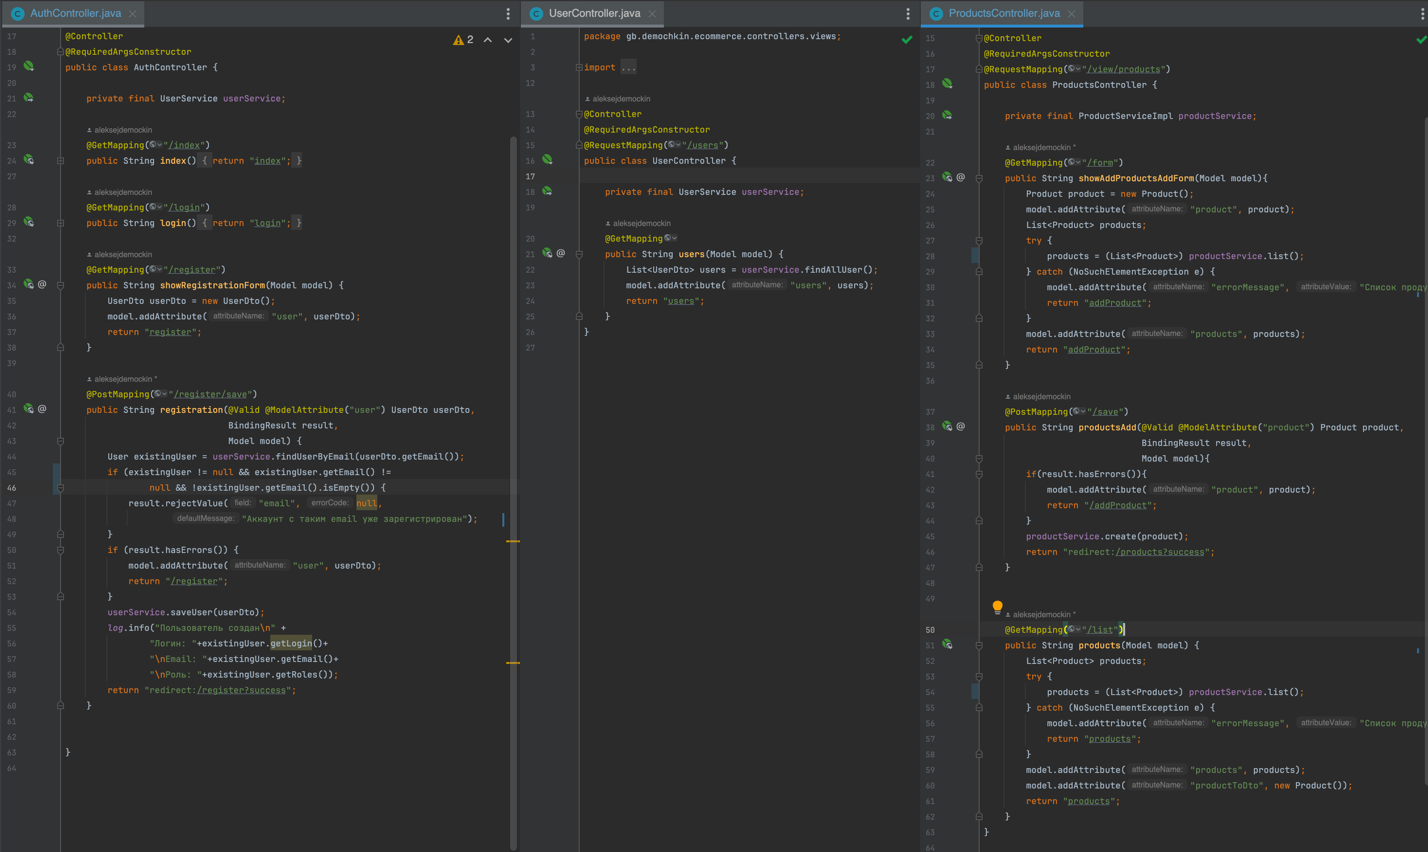 AuthController.java
2
17 @Controller
18 @RequiredArgsConstructor
19 public class AuthController {
20
21 private final UserService userService;
22
aleksejdemockin
23 @GetMapping("/index")
24 public String index() { return "index"; }
27
aleksejdemockin
28 @GetMapping("/login")
29 public String login() { return "login"; }
32
aleksejdemockin
33 @GetMapping("/register")
34 public String showRegistrationForm(Model model) {
35 UserDto userDto = new UserDto();
36 model.addAttribute( attributeName: "user", userDto);
37 return "register";
38 }
39
aleksejdemockin *
40 @PostMapping("/register/save")
41 public String registration(@Valid @ModelAttribute("user") UserDto userDto,
42 BindingResult result,
43 Model model) {
44 User existingUser = userService.findUserByEmail(userDto.getEmail());
45 if (existingUser != null && existingUser.getEmail() !=
46 null && !existingUser.getEmail().isEmpty()) {
47 result.rejectValue( field: "email", errorCode: null,
48 defaultMessage: "Аккаунт с таким email уже зарегистрирован");
49 }
50 if (result.hasErrors()) {
51 model.addAttribute( attributeName: "user", userDto);
52 return "/register";
53 }
54 userService.saveUser(userDto);
55 log.info("Пользователь создан\n" +
56 "Логин: "+existingUser.getLogin()+
57 "\nEmail: "+existingUser.getEmail()+
58 "\nРоль: "+existingUser.getRoles());
59 return "redirect:/register?success";
60 }
61
62
63 }
64
UserController.java
1 package gb.demochkin.ecommerce.controllers.views;
2
3 import ...
12
aleksejdemockin
13 @Controller
14 @RequiredArgsConstructor
15 @RequestMapping("/users")
16 public class UserController {
17
18 private final UserService userService;
19
aleksejdemockin
20 @GetMapping
21 public String users(Model model) {
22 List<UserDto> users = userService.findAllUser();
23 model.addAttribute( attributeName: "users", users);
24 return "users";
25 }
26 }
27
ProductsController.java
15 @Controller
16 @RequiredArgsConstructor
17 @RequestMapping("/view/products")
18 public class ProductsController {
19
20 private final ProductServiceImpl productService;
21
aleksejdemockin *
22 @GetMapping("/form")
23 public String showAddProductsAddForm(Model model){
24 Product product = new Product();
25 model.addAttribute( attributeName: "product", product);
26 List<Product> products;
27 try {
28 products = (List<Product>) productService.list();
29 } catch (NoSuchElementException e) {
30 model.addAttribute( attributeName: "errorMessage", attributeValue: "Список проду
31 return "addProduct";
32 }
33 model.addAttribute( attributeName: "products", products);
34 return "addProduct";
35 }
36
aleksejdemockin
37 @PostMapping("/save")
38 public String productsAdd(@Valid @ModelAttribute("product") Product product,
39 BindingResult result,
40 Model model){
41 if(result.hasErrors()){
42 model.addAttribute( attributeName: "product", product);
43 return "/addProduct";
44 }
45 productService.create(product);
46 return "redirect:/products?success";
47 }
48
49
aleksejdemockin *
50 @GetMapping("/list")
51 public String products(Model model) {
52 List<Product> products;
53 try {
54 products = (List<Product>) productService.list();
55 } catch (NoSuchElementException e) {
56 model.addAttribute( attributeName: "errorMessage", attributeValue: "Список проду
57 return "products";
58 }
59 model.addAttribute( attributeName: "products", products);
60 model.addAttribute( attributeName: "productToDto", new Product());
61 return "products";
62 }
63 }
64